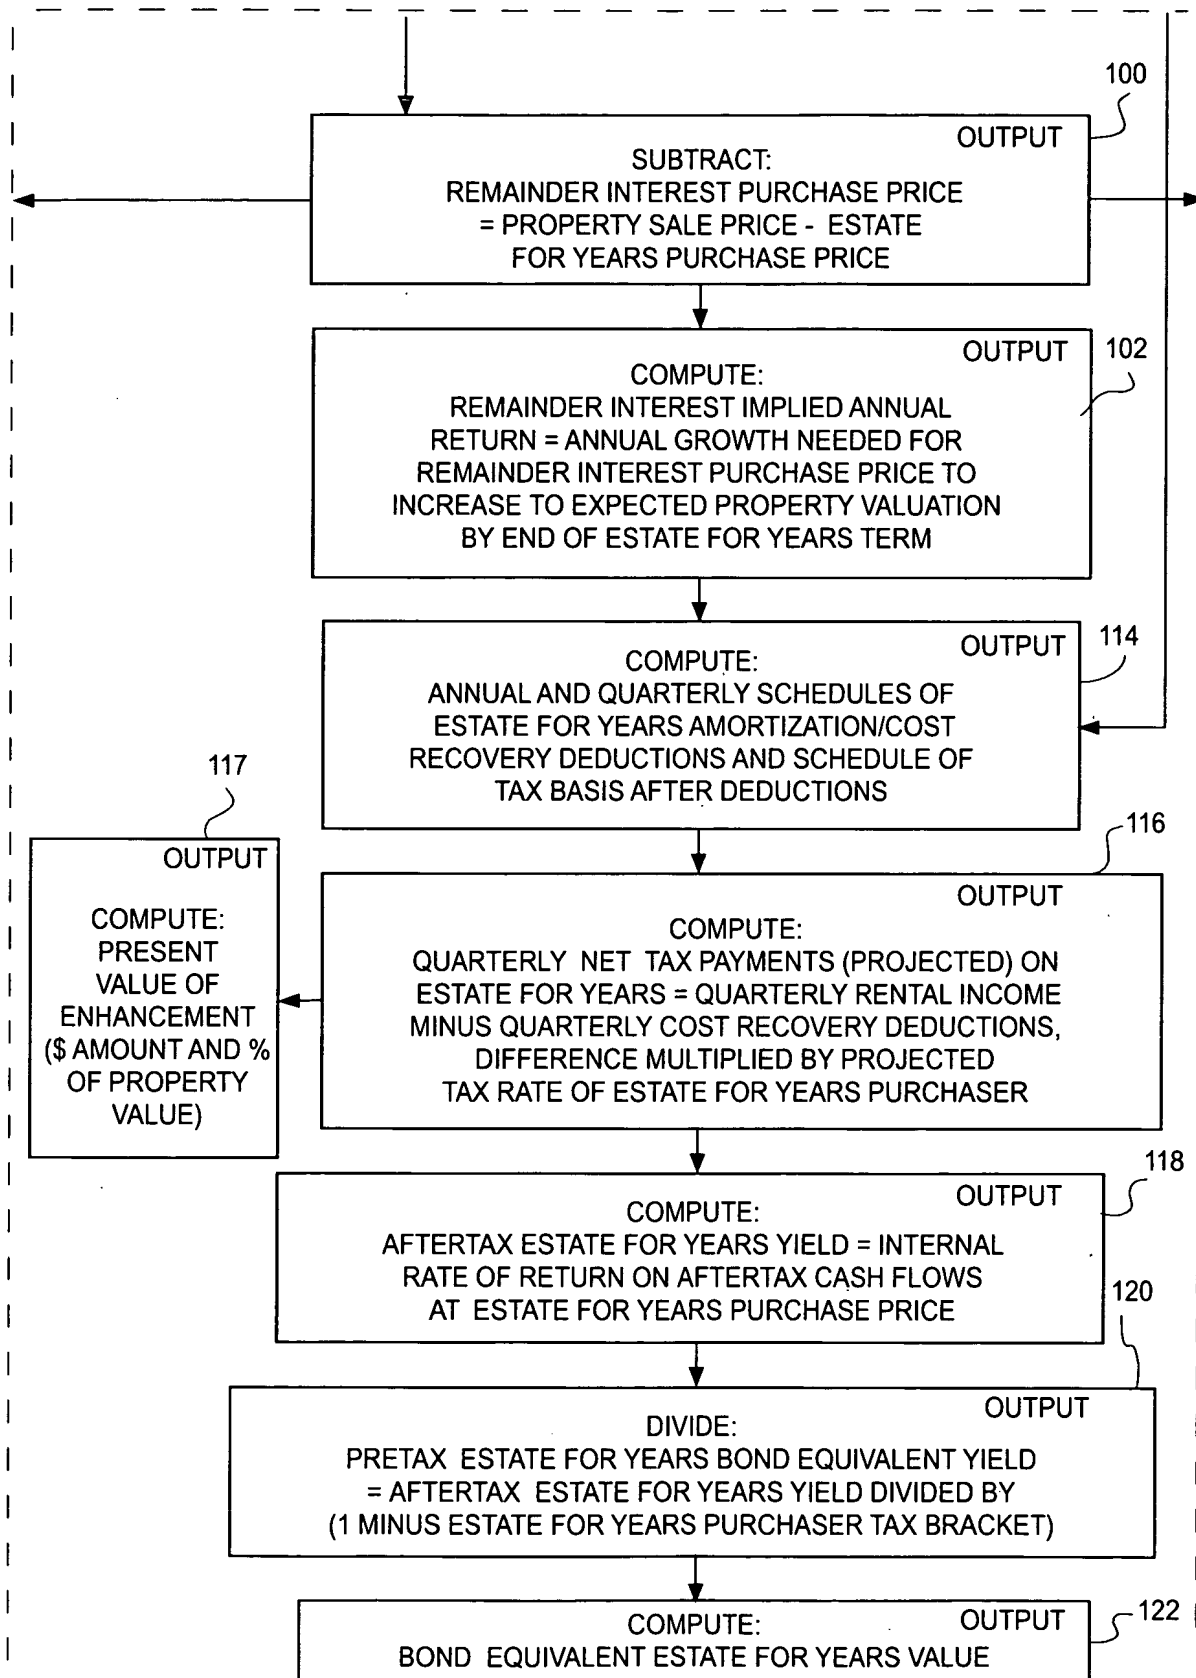 100
OUTPUT
SUBTRACT:
REMAINDER INTEREST PURCHASE PRICE
= PROPERTY SALE PRICE - ESTATE
FOR YEARS PURCHASE PRICE
102
OUTPUT
COMPUTE:
REMAINDER INTEREST IMPLIED ANNUAL
RETURN = ANNUAL GROWTH NEEDED FOR
REMAINDER INTEREST PURCHASE PRICE TO
INCREASE TO EXPECTED PROPERTY VALUATION
BY END OF ESTATE FOR YEARS TERM
114
OUTPUT
COMPUTE:
ANNUAL AND QUARTERLY SCHEDULES OF
ESTATE FOR YEARS AMORTIZATION/COST
RECOVERY DEDUCTIONS AND SCHEDULE OF
TAX BASIS AFTER DEDUCTIONS
117
OUTPUT
COMPUTE:
PRESENT
VALUE OF
ENHANCEMENT
($ AMOUNT AND %
OF PROPERTY
VALUE)
116
OUTPUT
COMPUTE:
QUARTERLY NET TAX PAYMENTS (PROJECTED) ON
ESTATE FOR YEARS = QUARTERLY RENTAL INCOME
MINUS QUARTERLY COST RECOVERY DEDUCTIONS,
DIFFERENCE MULTIPLIED BY PROJECTED
TAX RATE OF ESTATE FOR YEARS PURCHASER
118
OUTPUT
COMPUTE:
AFTERTAX ESTATE FOR YEARS YIELD = INTERNAL
RATE OF RETURN ON AFTERTAX CASH FLOWS
AT ESTATE FOR YEARS PURCHASE PRICE
120
OUTPUT
DIVIDE:
PRETAX ESTATE FOR YEARS BOND EQUIVALENT YIELD
= AFTERTAX ESTATE FOR YEARS YIELD DIVIDED BY
(1 MINUS ESTATE FOR YEARS PURCHASER TAX BRACKET)
122
OUTPUT
COMPUTE:
BOND EQUIVALENT ESTATE FOR YEARS VALUE